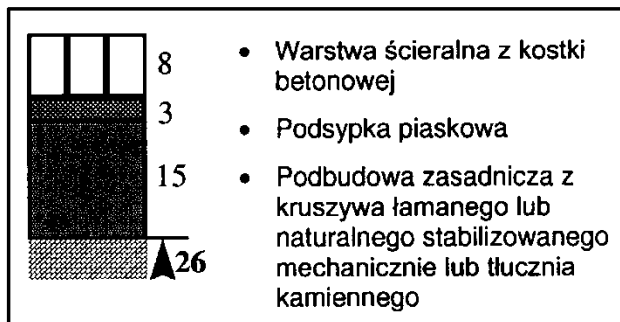 8
3
15
26
• Warstwa ścieralna z kostki
betonowej
• Podsypka piaskowa
• Podbudowa zasadnicza z
kruszywa łamanego lub
naturalnego stabilizowanego
mechanicznie lub tłucznia
kamiennego